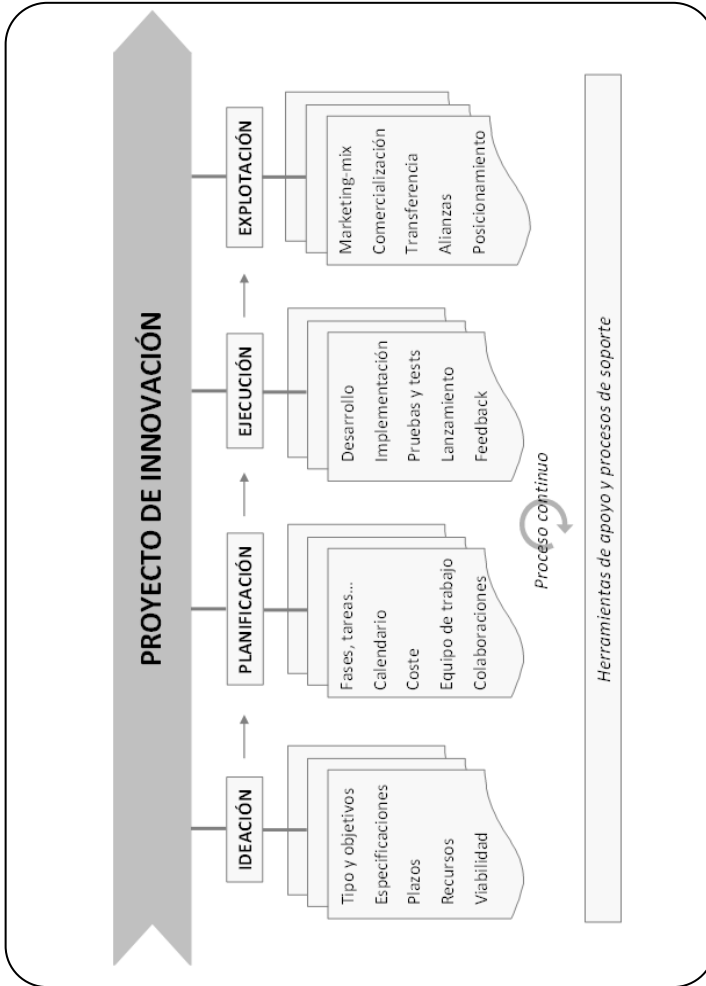 PROYECTO DE INNOVACIÓN
IDEACIÓN
Tipo y objetivos
Especificaciones
Plazos
Recursos
Viabilidad
PLANIFICACIÓN
Fases, tareas...
Calendario
Coste
Equipo de trabajo
Colaboraciones
EJECUCIÓN
Desarrollo
Implementación
Pruebas y tests
Lanzamiento
Feedback
EXPLOTACIÓN
Marketing-mix
Comercialización
Transferencia
Alianzas
Posicionamiento
Proceso continuo
Herramientas de apoyo y procesos de soporte